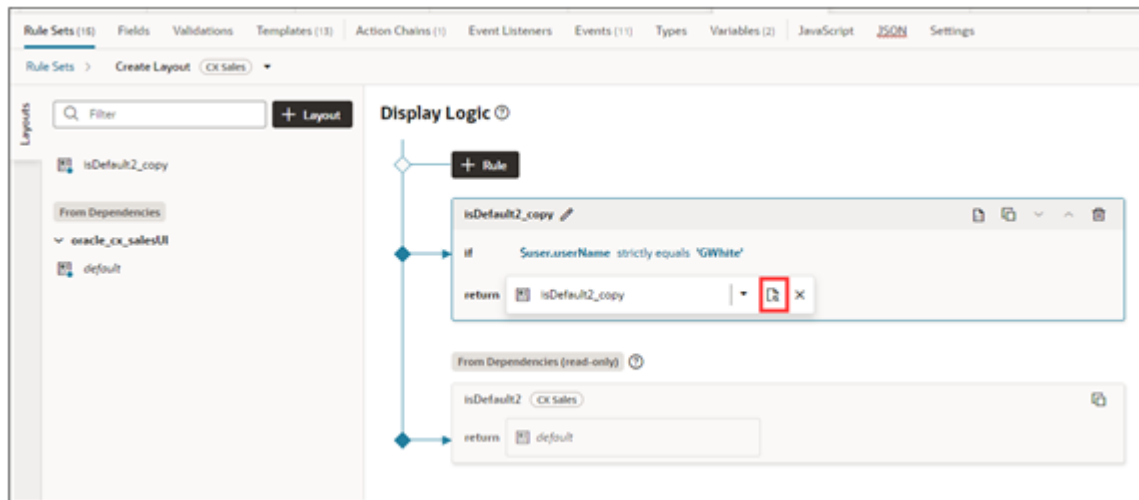 Rule Sets (15) Fields Validations Templates (13) Action Chains (1) Event Listeners Events (11) Types Variables (2) JavaScript JSON Settings
Rule Sets > Create Layout CX Sales
Layouts
Filter
+ Layout
Display Logic
isDefault2_copy
+ Rule
From Dependencies
isDefault2_copy
oracle_cx_salesUI
if $user.userName strictly equals 'GWhite'
default
return isDefault2_copy
From Dependencies (read-only)
isDefault2 CX Sales
return default